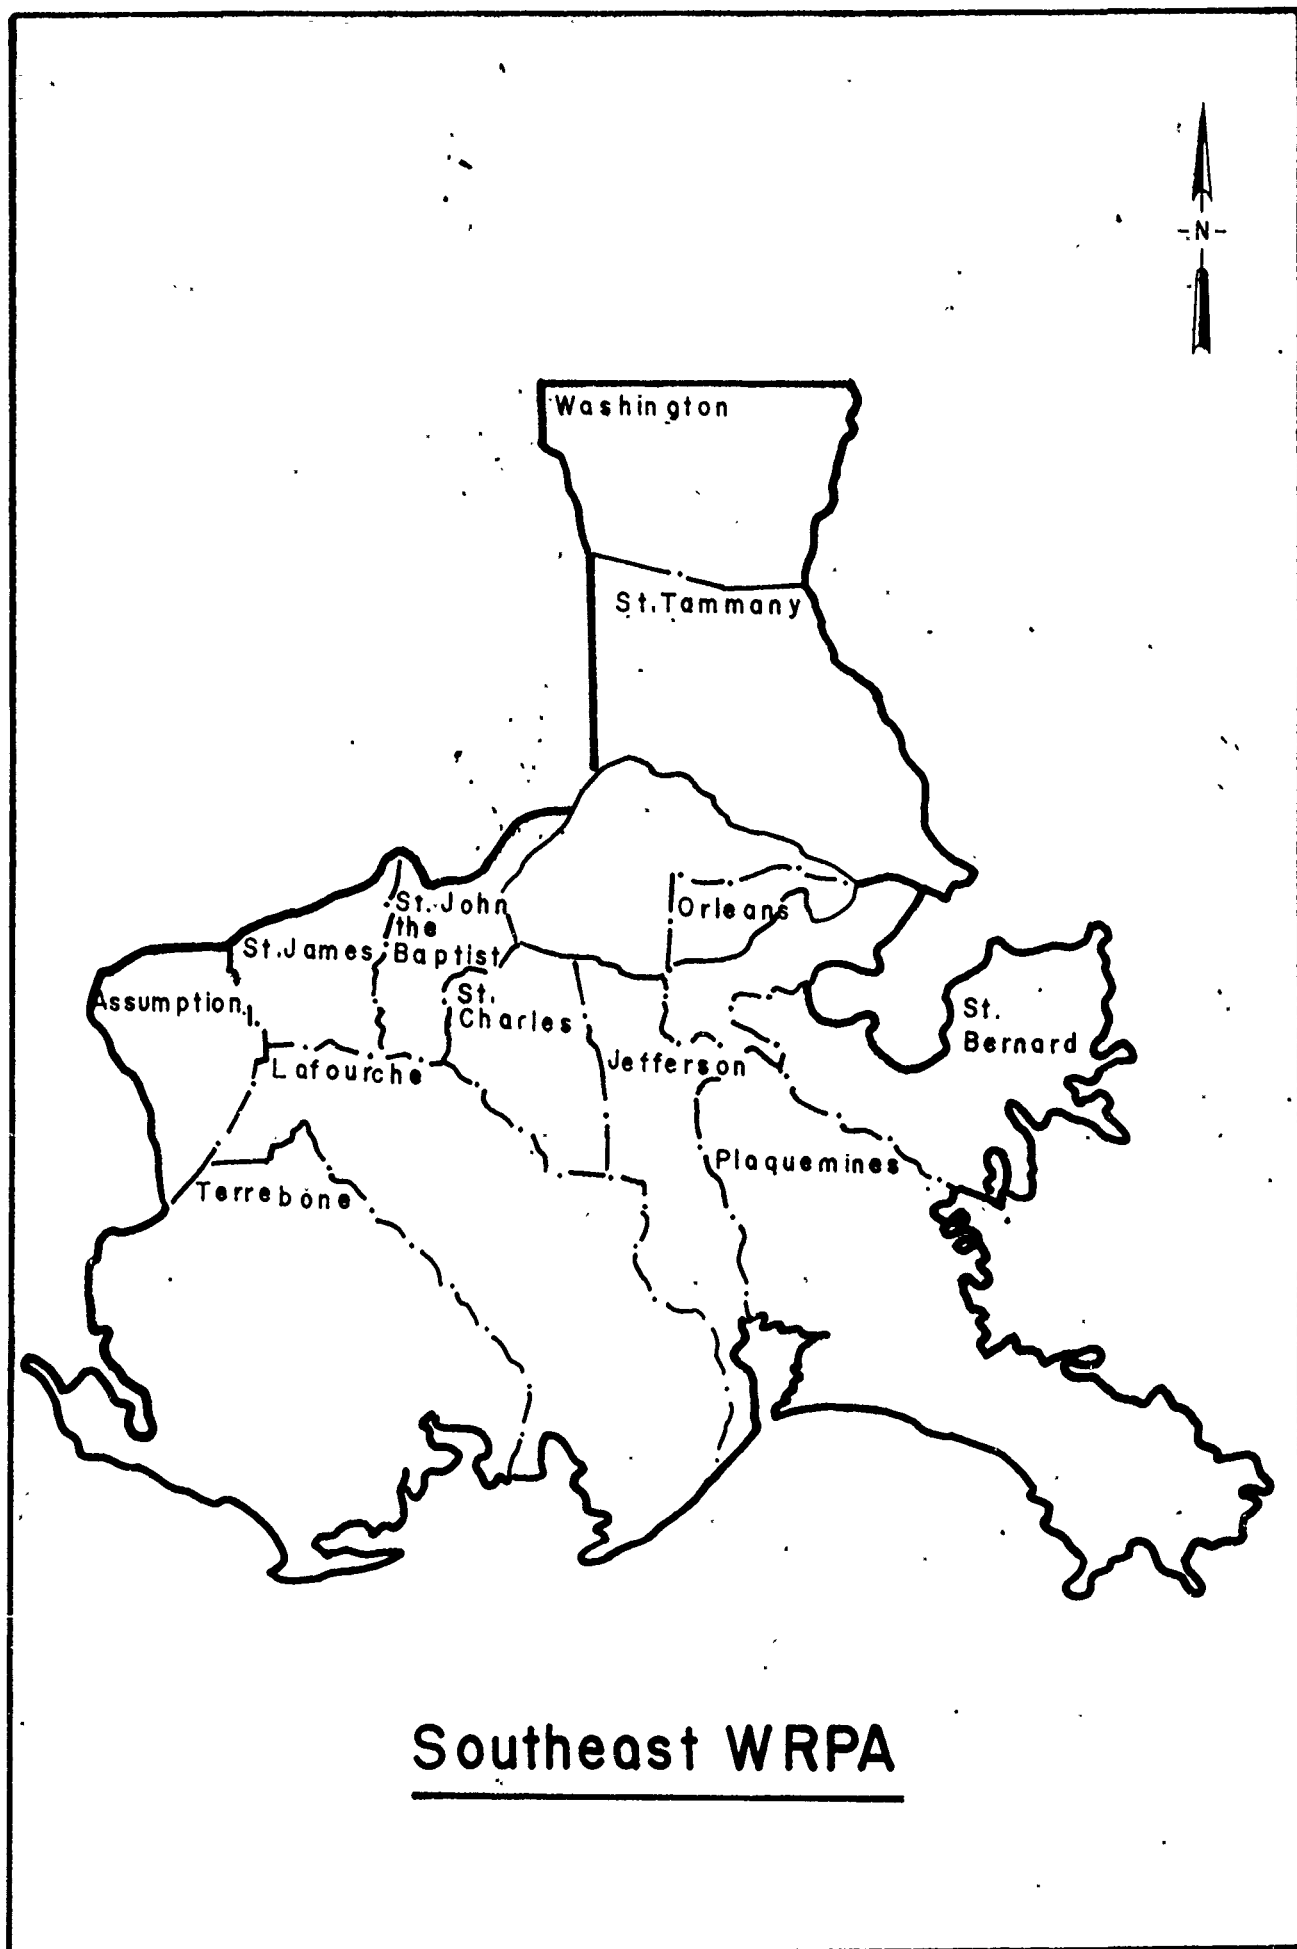 -N-
Washington
St.Tammany
Orleans
St. John
the
Baptist
St.James
Assumption
St.
Charles
St.
Bernard
Jefferson
Lafourche
Plaquemines
Terrebone
Southeast WRPA